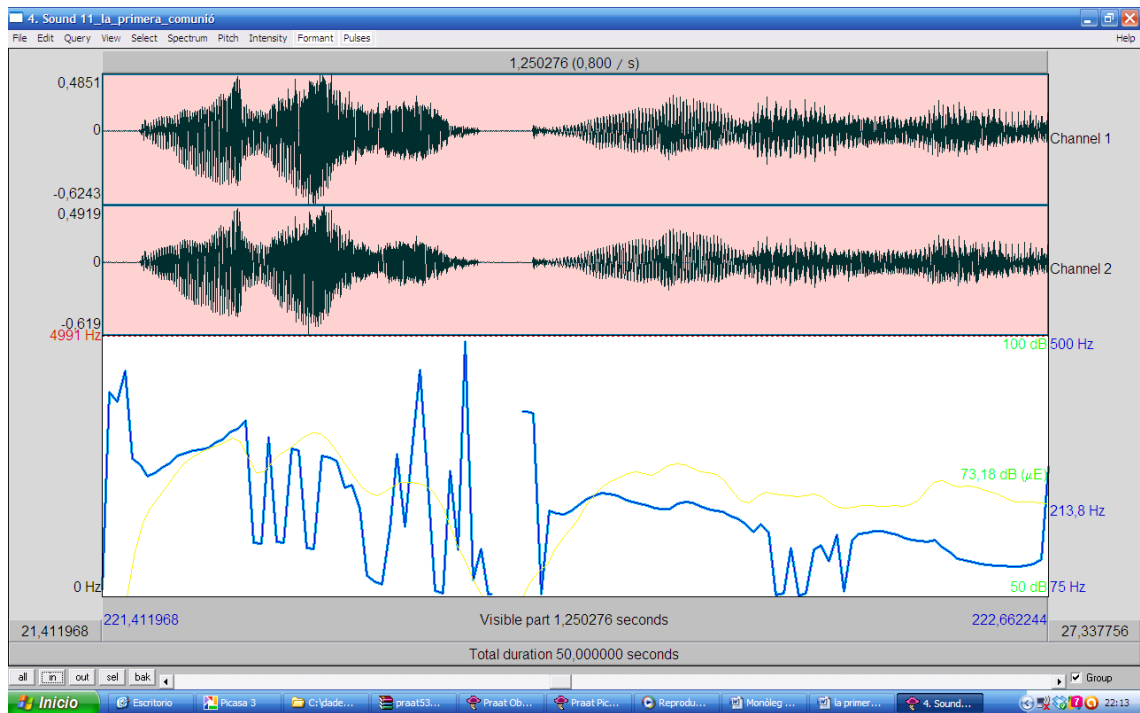 4. Sound 11_la_primera_comunió
File Edit Query View Select Spectrum Pitch Intensity Formant Pulses Help
1,250276 (0,800 / s)
0,4851
0
Channel 1
-0,6243
0,4919
0
Channel 2
-0,619
4991 Hz
100 dB 500 Hz
73,18 dB (µE)
213,8 Hz
0 Hz
50 dB 75 Hz
221,411968 Visible part 1,250276 seconds 222,662244
21,411968 27,337756
Total duration 50,000000 seconds
all in out sel bak Group
Inicio Escritorio Picasa 3 C:\jdade... praat53... Praat Ob... Praat Pic... Reprodu... Monòleg ... la primer... 4. Sound... 22:13